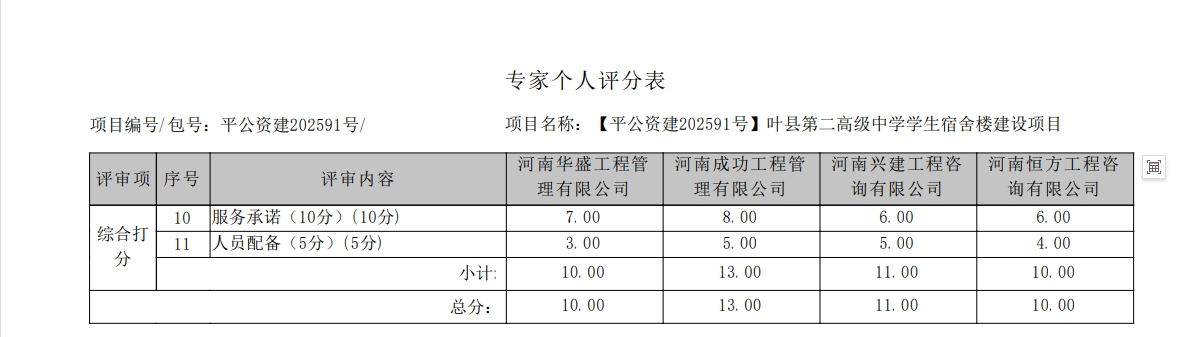 专家个人评分表
项目编号/包号：平公资建202591号/ 项目名称：【平公资建202591号】叶县第二高级中学学生宿舍楼建设项目
评审项 序号 评审内容 河南华盛工程管理有限公司 河南成功工程管理有限公司 河南兴建工程咨询有限公司 河南恒方工程咨询有限公司
综合打分
10 服务承诺（10分）(10分) 7.00 8.00 6.00 6.00
11 人员配备（5分）(5分) 3.00 5.00 5.00 4.00
小计: 10.00 13.00 11.00 10.00
总分： 10.00 13.00 11.00 10.00